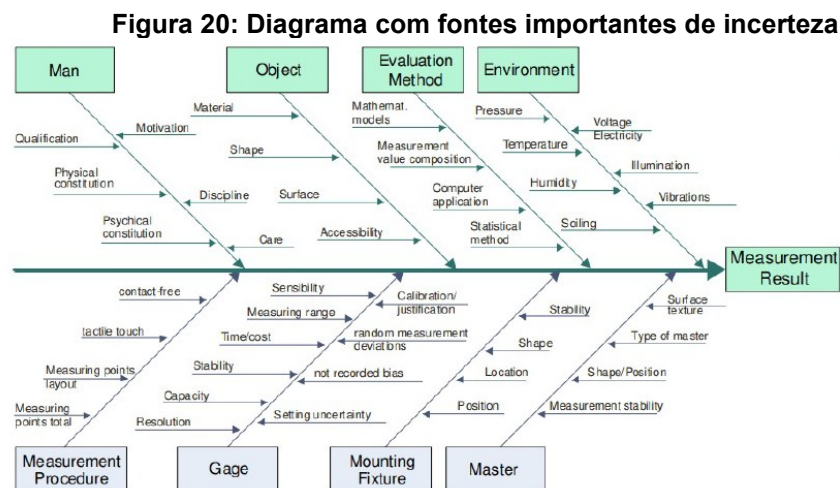 Figura 20: Diagrama com fontes importantes de incerteza
Man
Object
Evaluation
Method
Environment
Material
Mathemat.
models
Pressure
Voltage
Electricity
Motivation
Qualification
Shape
Measurement
value composition
Temperature
Illumination
Physical
constitution
Discipline
Surface
Computer
application
Humidity
Vibrations
Psychical
constitution
Care
Accessibility
Statistical
method
Soiling
Measurement
Result
contact-free
Sensibility
Calibration/
justification
Stability
Surface
texture
Measuring range
tactile touch
Time/cost
random measurement
deviations
Shape
Type of master
Measuring points
layout
Stability
not recorded bias
Location
Shape/Position
Capacity
Measuring
points total
Resolution
Setting uncertainty
Position
Measurement stability
Measurement
Procedure
Gage
Mounting
Fixture
Master